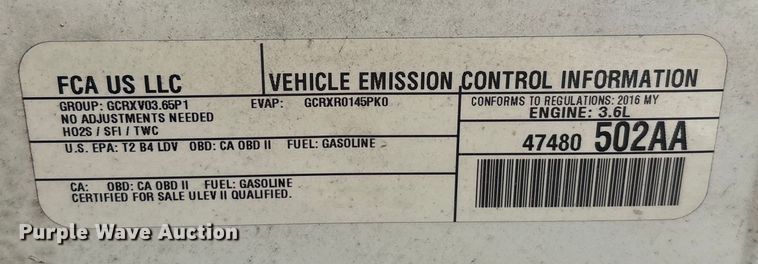 FCA US LLC
VEHICLE EMISSION CONTROL INFORMATION
GROUP: GCRXV03.65P1 EVAP: GCRXR0145PK0
NO ADJUSTMENTS NEEDED
HO2S / SFI / TWC
CONFORMS TO REGULATIONS: 2016 MY
ENGINE: 3.6L
U.S. EPA: T2 B4 LDV OBD: CA OBD II FUEL: GASOLINE
47480 502AA
CA: OBD: CA OBD II FUEL: GASOLINE
CERTIFIED FOR SALE ULEV II QUALIFIED.
Purple Wave Auction